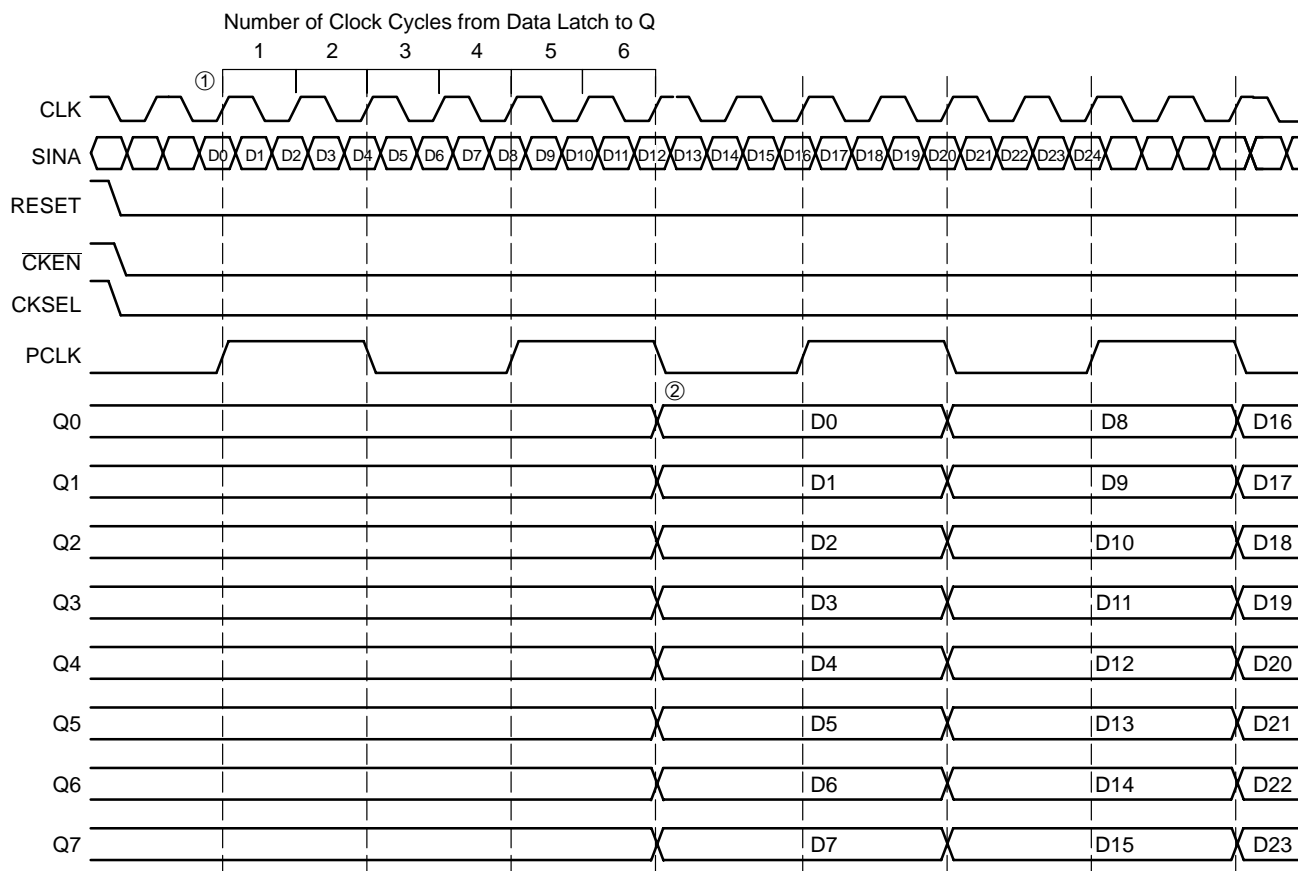 Number of Clock Cycles from Data Latch to Q
1 2 3 4 5 6
①
CLK
SINA D0 D1 D2 D3 D4 D5 D6 D7 D8 D9 D10 D11 D12 D13 D14 D15 D16 D17 D18 D19 D20 D21 D22 D23 D24
RESET
CKEN
CKSEL
PCLK
②
Q0 D0 D8 D16
Q1 D1 D9 D17
Q2 D2 D10 D18
Q3 D3 D11 D19
Q4 D4 D12 D20
Q5 D5 D13 D21
Q6 D6 D14 D22
Q7 D7 D15 D23